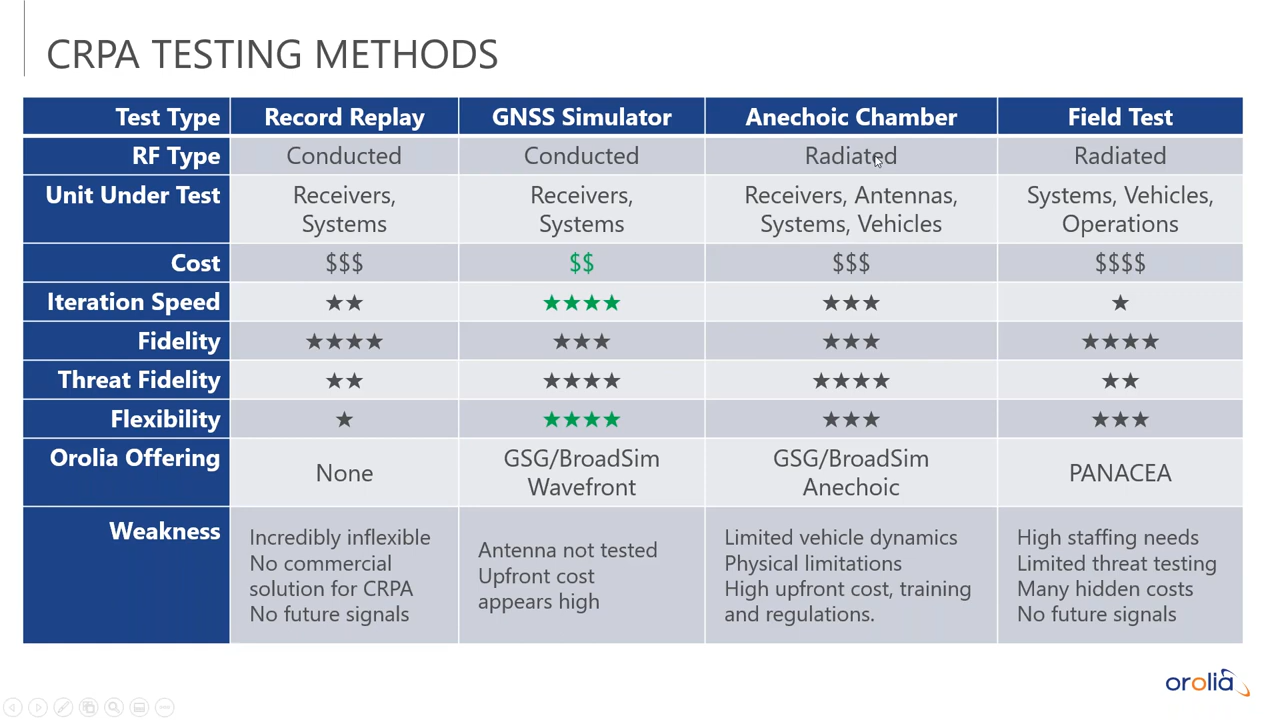 CRPA TESTING METHODS
Test Type Record Replay GNSS Simulator Anechoic Chamber Field Test
RF Type Conducted Conducted Radiated Radiated
Unit Under Test Receivers, Systems Receivers, Systems Receivers, Antennas, Systems, Vehicles Systems, Vehicles, Operations
Cost $$$ $$ $$$ $$$$
Iteration Speed ★★ ★★★★ ★★★ ★
Fidelity ★★★★ ★★★ ★★★ ★★★★
Threat Fidelity ★★ ★★★★ ★★★★ ★★
Flexibility ★ ★★★★ ★★★ ★★★
Orolia Offering None GSG/BroadSim Wavefront GSG/BroadSim Anechoic PANACEA
Weakness
Incredibly inflexible
No commercial
solution for CRPA
No future signals
Antenna not tested
Upfront cost
appears high
Limited vehicle dynamics
Physical limitations
High upfront cost, training
and regulations.
High staffing needs
Limited threat testing
Many hidden costs
No future signals
orolia